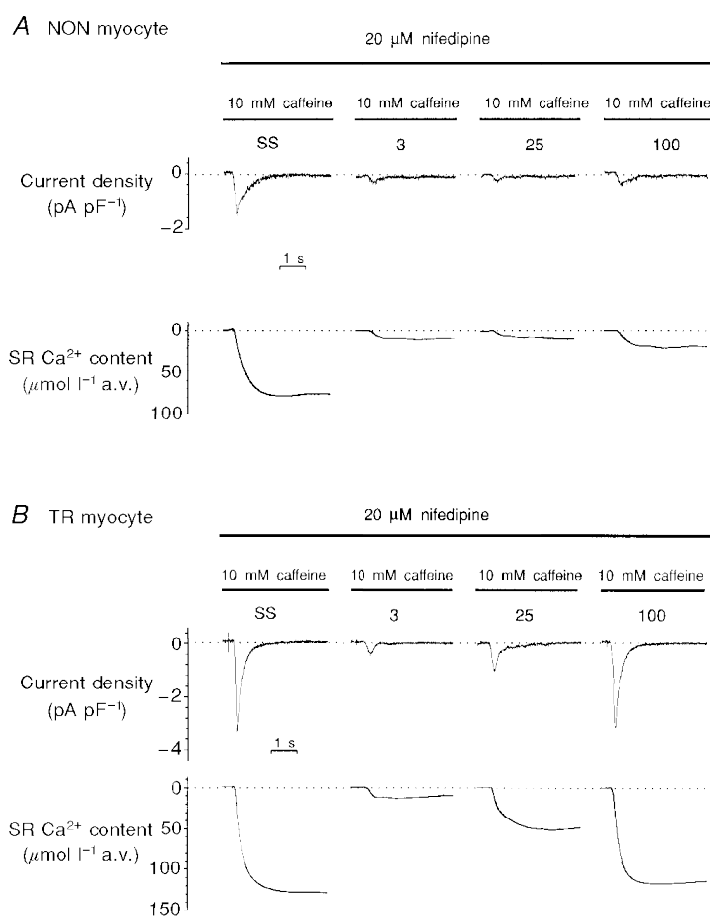 A NON myocyte
20 µM nifedipine
10 mM caffeine 10 mM caffeine 10 mM caffeine 10 mM caffeine
SS 3 25 100
Current density
(pA pF⁻¹)
0
−2
1 s
SR Ca²⁺ content
(µmol l⁻¹ a.v.)
0
50
100
B TR myocyte
20 µM nifedipine
10 mM caffeine 10 mM caffeine 10 mM caffeine 10 mM caffeine
SS 3 25 100
Current density
(pA pF⁻¹)
0
−2
−4
1 s
SR Ca²⁺ content
(µmol l⁻¹ a.v.)
0
50
100
150